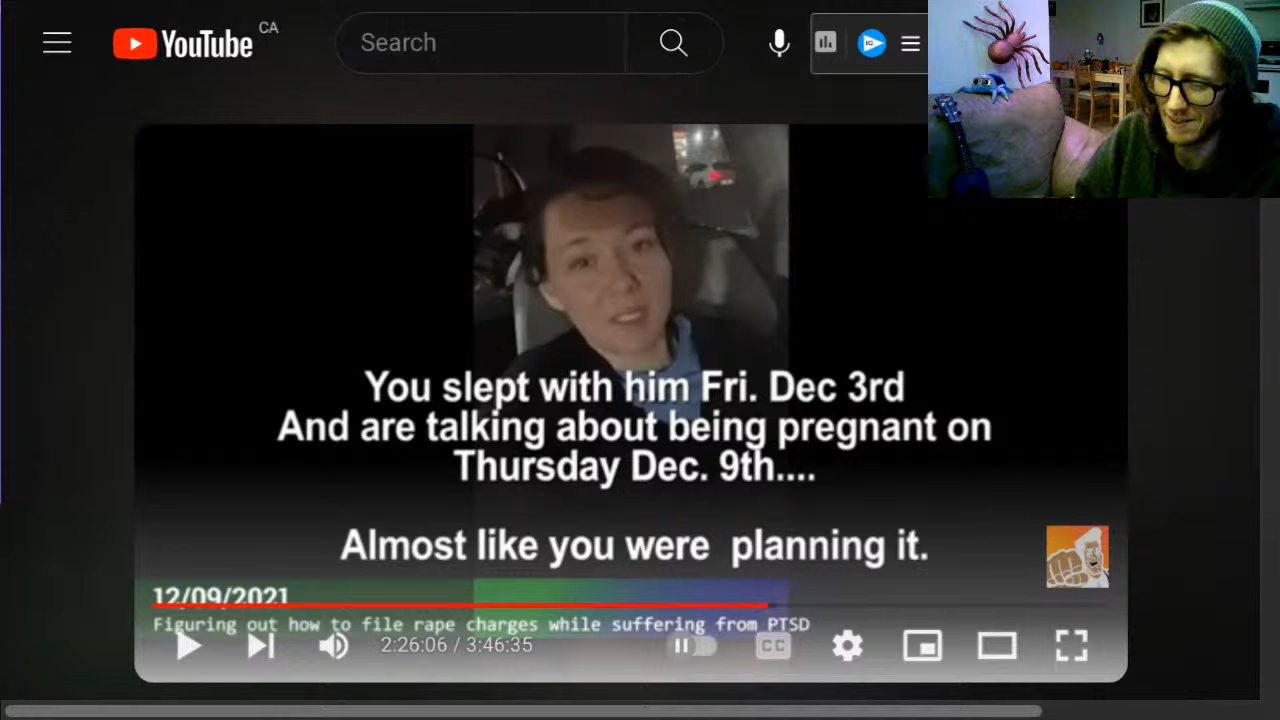 YouTube CA
Search
IG
You slept with him Fri. Dec 3rd
And are talking about being pregnant on
Thursday Dec. 9th....
Almost like you were planning it.
12/09/2021
Figuring out how to file rape charges while suffering from PTSD
2:26:06 / 3:46:35
CC